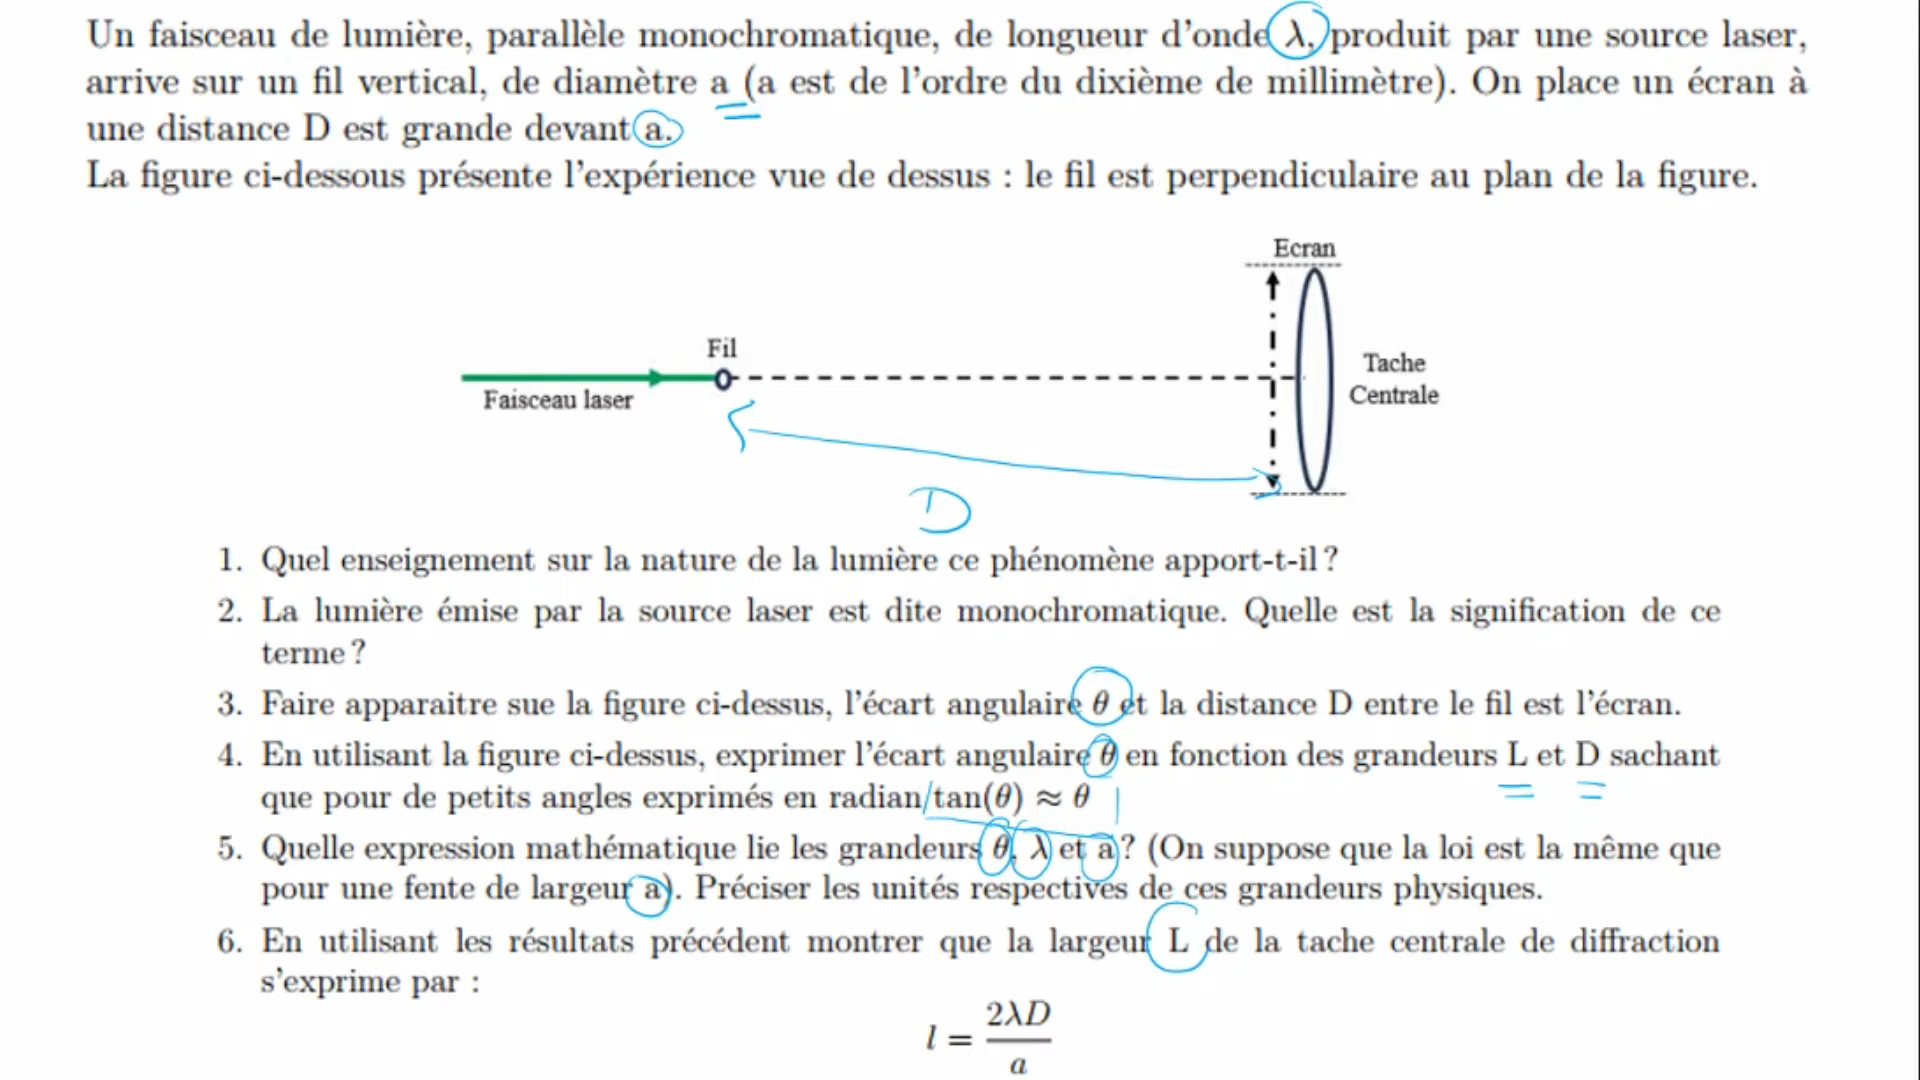 Un faisceau de lumière, parallèle monochromatique, de longueur d'onde λ, produit par une source laser,
arrive sur un fil vertical, de diamètre a (a est de l'ordre du dixième de millimètre). On place un écran à
une distance D est grande devant a.
La figure ci-dessous présente l'expérience vue de dessus : le fil est perpendiculaire au plan de la figure.
Ecran
Fil
Faisceau laser
Tache
Centrale
D
1. Quel enseignement sur la nature de la lumière ce phénomène apport-t-il ?
2. La lumière émise par la source laser est dite monochromatique. Quelle est la signification de ce
terme ?
3. Faire apparaitre sue la figure ci-dessus, l'écart angulaire θ et la distance D entre le fil est l'écran.
4. En utilisant la figure ci-dessus, exprimer l'écart angulaire θ en fonction des grandeurs L et D sachant
que pour de petits angles exprimés en radian tan(θ) ≈ θ
5. Quelle expression mathématique lie les grandeurs θ, λ et a ? (On suppose que la loi est la même que
pour une fente de largeur a). Préciser les unités respectives de ces grandeurs physiques.
6. En utilisant les résultats précédent montrer que la largeur L de la tache centrale de diffraction
s'exprime par :
l = 2λD / a